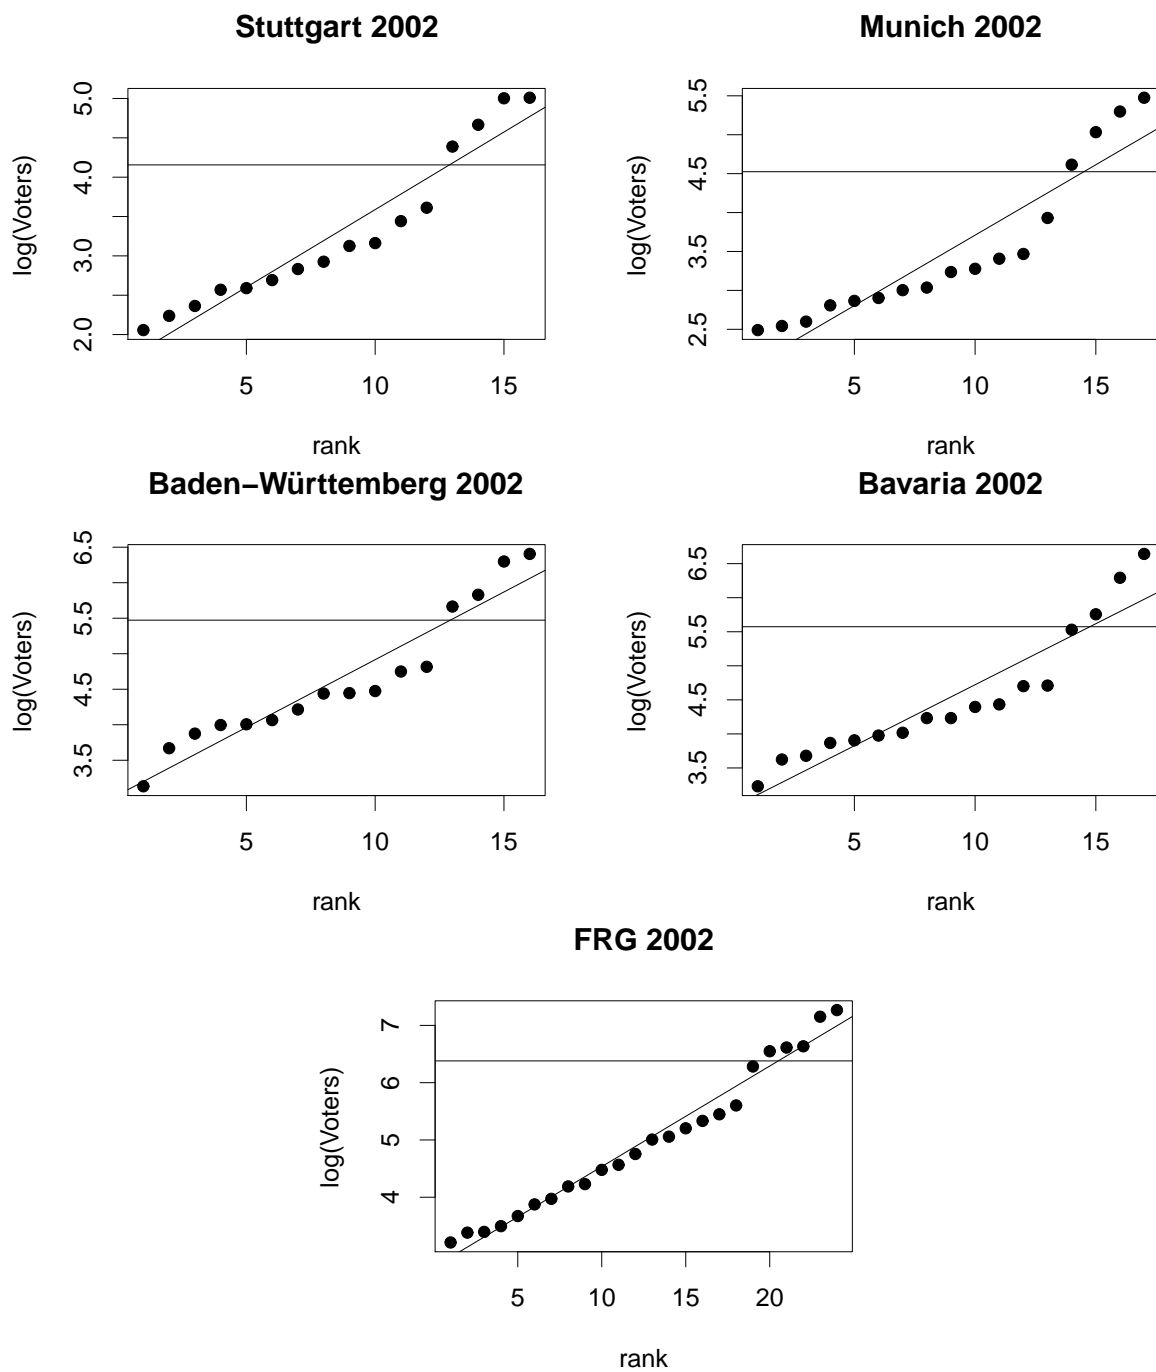 Stuttgart 2002
log(Voters)
5.0
4.0
3.0
2.0
5 10 15
rank
Munich 2002
log(Voters)
5.5
4.5
3.5
2.5
5 10 15
rank
Baden−Württemberg 2002
log(Voters)
6.5
5.5
4.5
3.5
5 10 15
rank
Bavaria 2002
log(Voters)
6.5
5.5
4.5
3.5
5 10 15
rank
FRG 2002
log(Voters)
7
6
5
4
5 10 15 20
rank